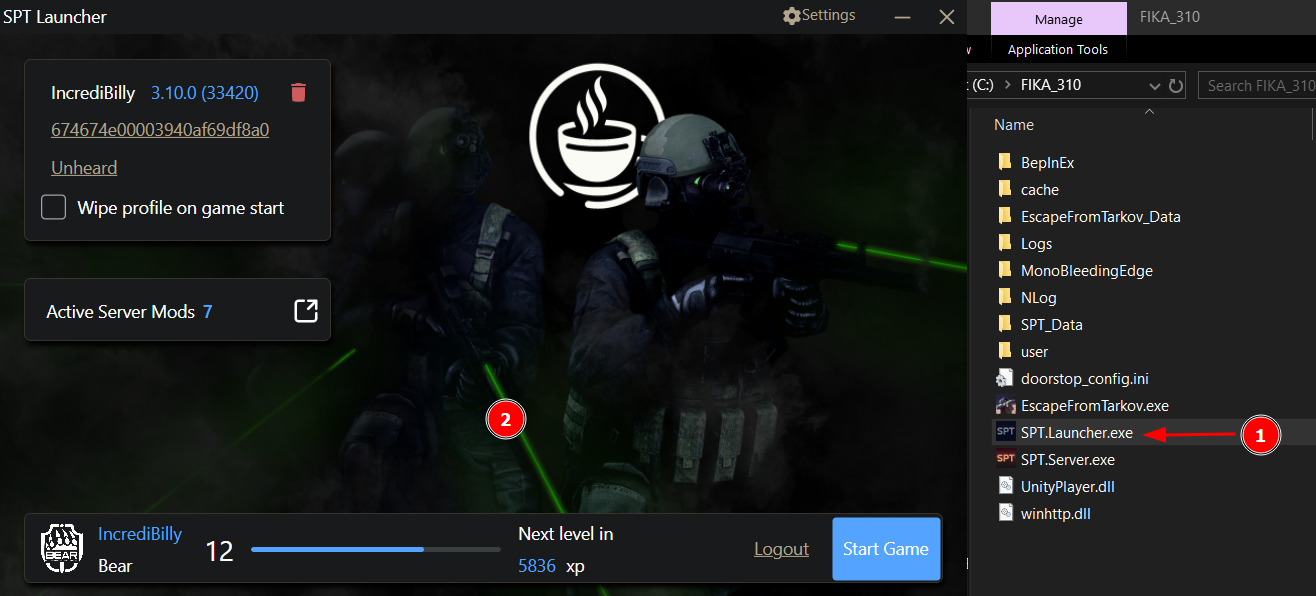 SPT Launcher
Settings
IncrediBilly 3.10.0 (33420)
674674e00003940af69df8a0
Unheard
Wipe profile on game start
Active Server Mods 7
2
BEAR
IncrediBilly
Bear
12
Next level in
5836 xp
Logout
Start Game
Manage
FIKA_310
Application Tools
(C:)
FIKA_310
Search FIKA_310
Name
BepInEx
cache
EscapeFromTarkov_Data
Logs
MonoBleedingEdge
NLog
SPT_Data
user
doorstop_config.ini
EscapeFromTarkov.exe
SPT SPT.Launcher.exe
1
SPT SPT.Server.exe
UnityPlayer.dll
winhttp.dll